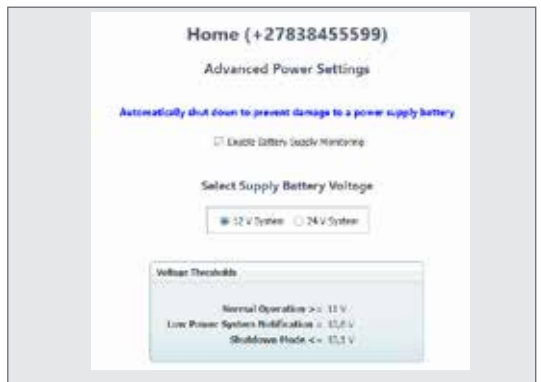 Home (+27838455599)
Advanced Power Settings
Automatically shut down to prevent damage to a power supply battery
Enable Battery Supply Monitoring
Select Supply Battery Voltage
12 V System 24 V System
Voltage Thresholds
Normal Operation >= 11 V
Low Power System Notification =
Shutdown Mode <=